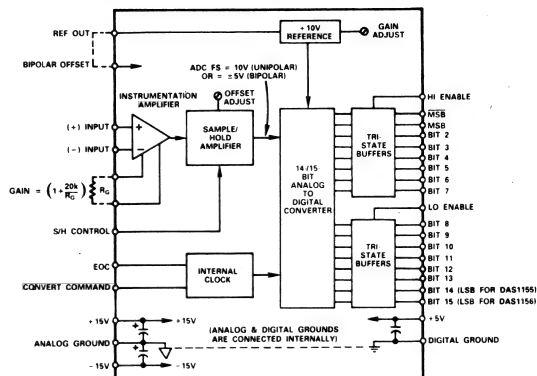 REF OUT
BIPOLAR OFFSET
+10V
REFERENCE
GAIN
ADJUST
ADC FS = 10V (UNIPOLAR)
OR = ±5V (BIPOLAR)
INSTRUMENTATION
AMPLIFIER
OFFSET
ADJUST
(+) INPUT
(−) INPUT
+
−
SAMPLE/
HOLD
AMPLIFIER
GAIN = (1+20k/RG)
RG
S/H CONTROL
14/15-
BIT
ANALOG
TO
DIGITAL
CONVERTER
HI ENABLE
TRI-
STATE
BUFFERS
MSB
MSB
BIT 2
BIT 3
BIT 4
BIT 5
BIT 6
BIT 7
LO ENABLE
TRI-
STATE
BUFFERS
BIT 8
BIT 9
BIT 10
BIT 11
BIT 12
BIT 13
BIT 14 (LSB FOR DAS1155)
BIT 15 (LSB FOR DAS1156)
EOC
CONVERT COMMAND
INTERNAL
CLOCK
+15V
+
+15V
ANALOG GROUND
+
−15V
−15V
(ANALOG & DIGITAL GROUNDS
ARE CONNECTED INTERNALLY)
+5V
DIGITAL GROUND